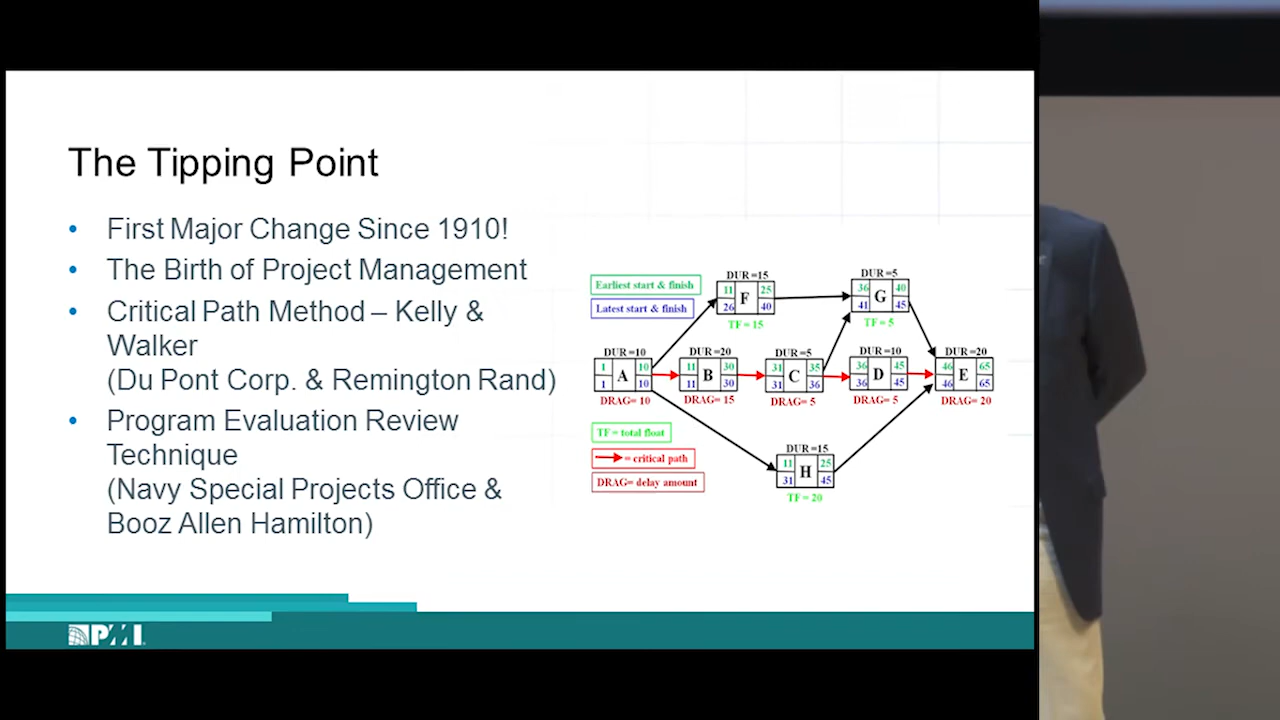 The Tipping Point
• First Major Change Since 1910!
• The Birth of Project Management
• Critical Path Method – Kelly &
Walker
(Du Pont Corp. & Remington Rand)
• Program Evaluation Review
Technique
(Navy Special Projects Office &
Booz Allen Hamilton)
Earliest start & finish
Latest start & finish
DUR =15
11 F 25
26 40
TF = 15
DUR =5
36 G 40
41 45
TF = 5
DUR =10
1 A 10
1 10
DRAG= 10
DUR =20
11 B 30
11 30
DRAG= 15
DUR =5
31 C 35
31 36
DRAG= 5
DUR =10
36 D 45
36 45
DRAG= 5
DUR =20
46 E 65
46 65
DRAG= 20
TF = total float
= critical path
DRAG= delay amount
DUR =15
11 H 25
31 45
TF = 20
PMI